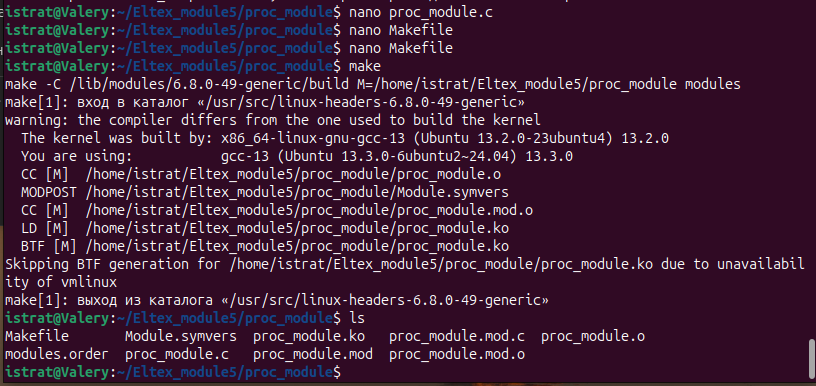 istrat@Valery:~/Eltex_module5/proc_module$ nano proc_module.c
istrat@Valery:~/Eltex_module5/proc_module$ nano Makefile
istrat@Valery:~/Eltex_module5/proc_module$ nano Makefile
istrat@Valery:~/Eltex_module5/proc_module$ make
make -C /lib/modules/6.8.0-49-generic/build M=/home/istrat/Eltex_module5/proc_module modules
make[1]: вход в каталог «/usr/src/linux-headers-6.8.0-49-generic»
warning: the compiler differs from the one used to build the kernel
  The kernel was built by: x86_64-linux-gnu-gcc-13 (Ubuntu 13.2.0-23ubuntu4) 13.2.0
  You are using:           gcc-13 (Ubuntu 13.3.0-6ubuntu2~24.04) 13.3.0
  CC [M]  /home/istrat/Eltex_module5/proc_module/proc_module.o
  MODPOST /home/istrat/Eltex_module5/proc_module/Module.symvers
  CC [M]  /home/istrat/Eltex_module5/proc_module/proc_module.mod.o
  LD [M]  /home/istrat/Eltex_module5/proc_module/proc_module.ko
  BTF [M] /home/istrat/Eltex_module5/proc_module/proc_module.ko
Skipping BTF generation for /home/istrat/Eltex_module5/proc_module/proc_module.ko due to unavailabil
ity of vmlinux
make[1]: выход из каталога «/usr/src/linux-headers-6.8.0-49-generic»
istrat@Valery:~/Eltex_module5/proc_module$ ls
Makefile       Module.symvers  proc_module.ko   proc_module.mod.c  proc_module.o
modules.order  proc_module.c   proc_module.mod  proc_module.mod.o
istrat@Valery:~/Eltex_module5/proc_module$